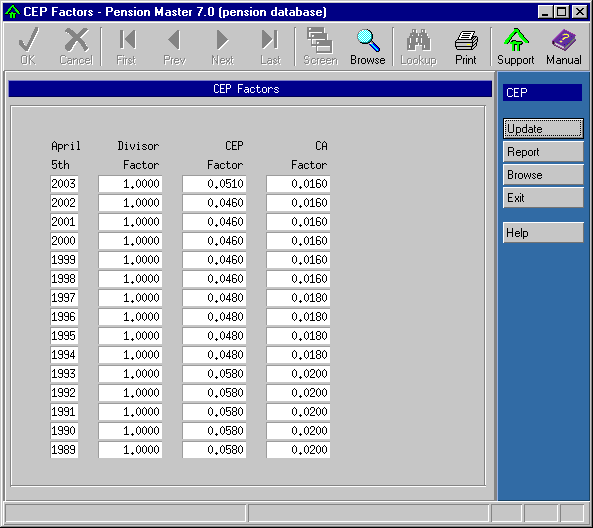 CEP Factors - Pension Master 7.0 (pension database)
OK Cancel First Prev Next Last Screen Browse Lookup Print Support Manual
CEP Factors
April Divisor CEP CA
5th Factor Factor Factor
2003 1.0000 0.0510 0.0160
2002 1.0000 0.0460 0.0160
2001 1.0000 0.0460 0.0160
2000 1.0000 0.0460 0.0160
1999 1.0000 0.0460 0.0160
1998 1.0000 0.0460 0.0160
1997 1.0000 0.0480 0.0180
1996 1.0000 0.0480 0.0180
1995 1.0000 0.0480 0.0180
1994 1.0000 0.0480 0.0180
1993 1.0000 0.0580 0.0200
1992 1.0000 0.0580 0.0200
1991 1.0000 0.0580 0.0200
1990 1.0000 0.0580 0.0200
1989 1.0000 0.0580 0.0200
CEP
Update
Report
Browse
Exit
Help